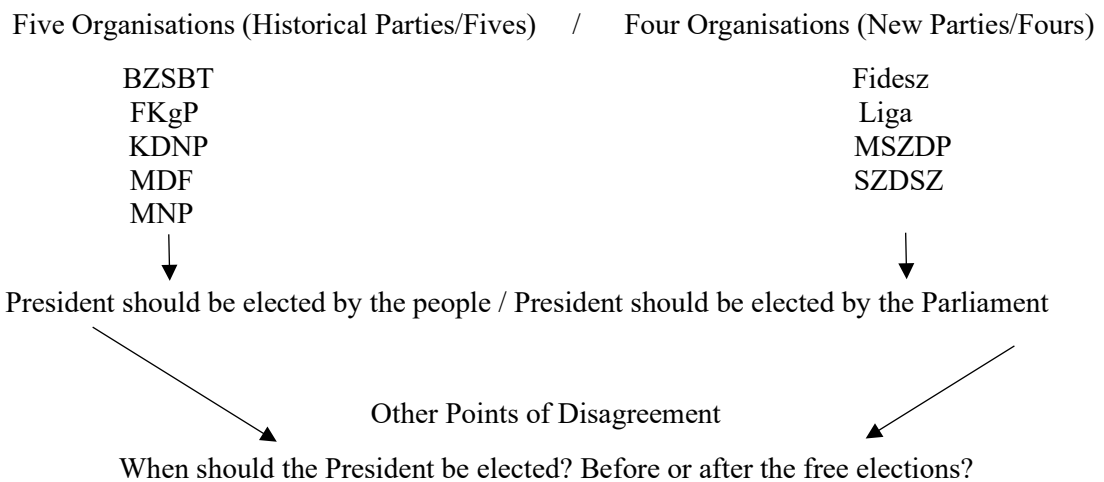 Five Organisations (Historical Parties/Fives) / Four Organisations (New Parties/Fours)
BZSBT
FKgP
KDNP
MDF
MNP
Fidesz
Liga
MSZDP
SZDSZ
President should be elected by the people / President should be elected by the Parliament
Other Points of Disagreement
When should the President be elected? Before or after the free elections?